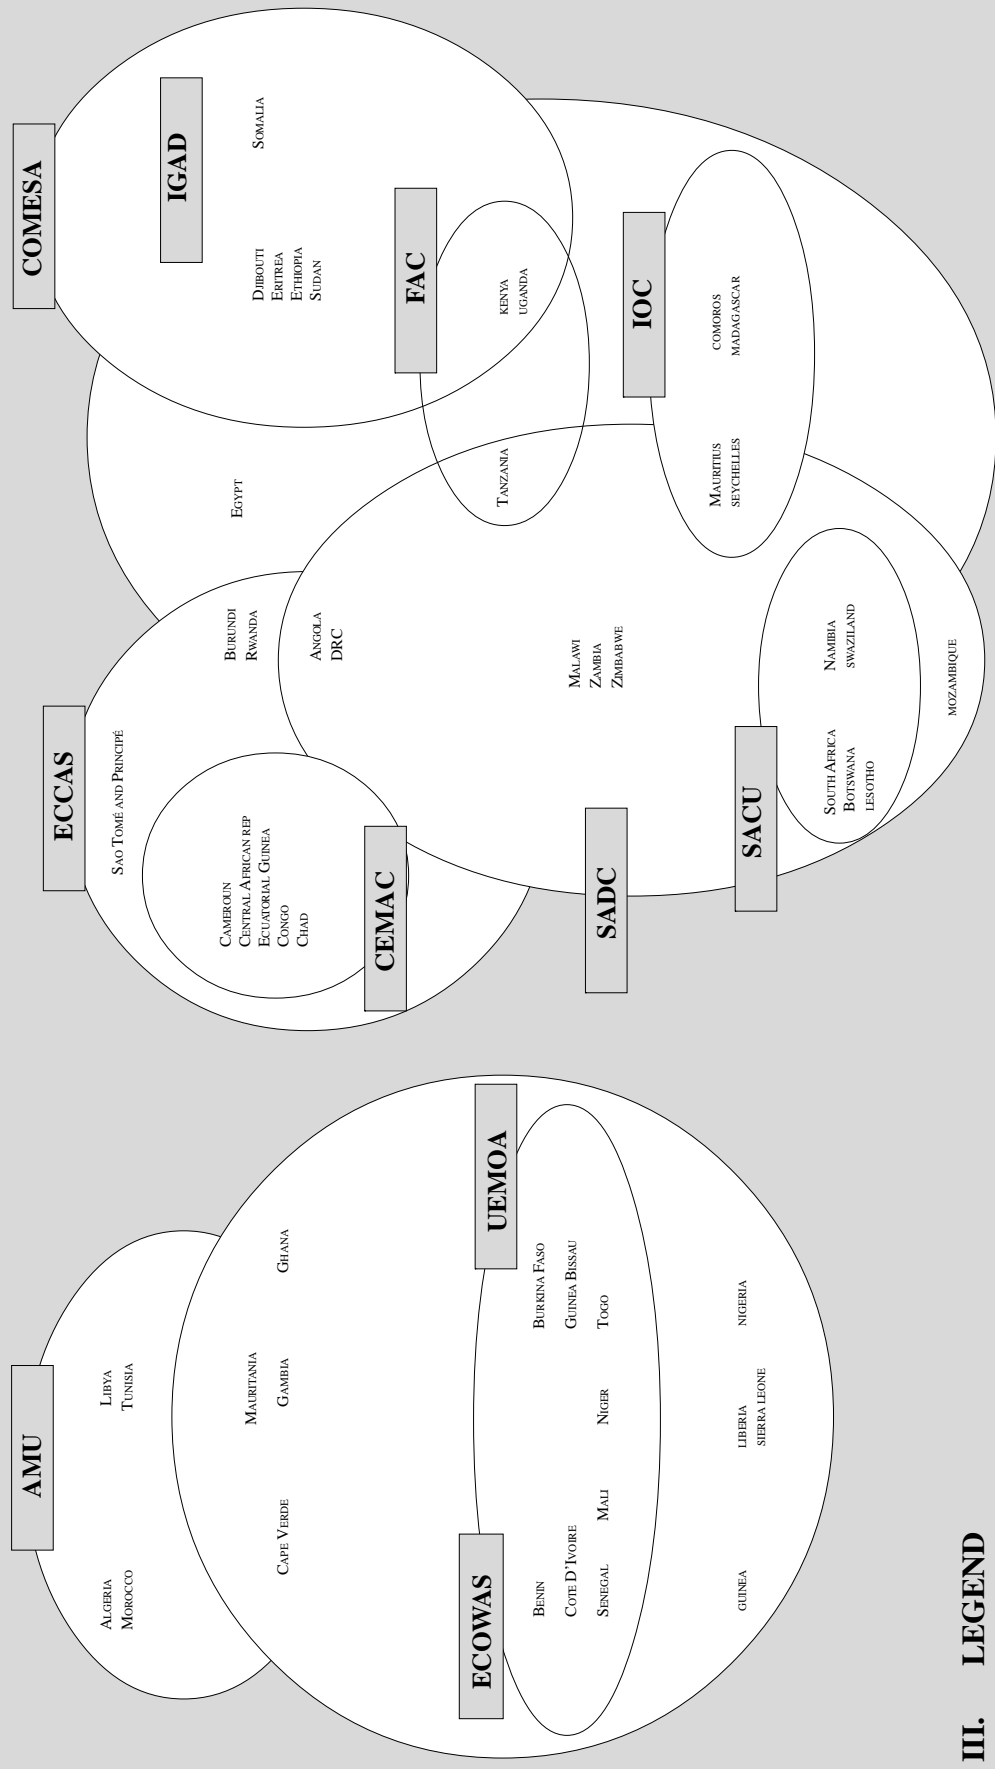 AMU
ALGERIA
MOROCCO
LIBYA
TUNISIA
MAURITANIA
CAPE VERDE
GAMBIA
GHANA
ECOWAS
UEMOA
BENIN
BURKINA FASO
COTE D'IVOIRE
GUINEA BISSAU
SENEGAL
MALI
NIGER
TOGO
GUINEA
LIBERIA
SIERRA LEONE
NIGERIA
ECCAS
SAO TOMÉ AND PRINCIPÉ
CAMEROUN
CENTRAL AFRICAN REP
ECUATORIAL GUINEA
CONGO
CHAD
CEMAC
BURUNDI
RWANDA
ANGOLA
DRC
EGYPT
COMESA
IGAD
DJIBOUTI
ERITREA
ETHIOPIA
SUDAN
SOMALIA
FAC
TANZANIA
KENYA
UGANDA
SADC
MALAWI
ZAMBIA
ZIMBABWE
IOC
MAURITIUS
SEYCHELLES
COMOROS
MADAGASCAR
SACU
SOUTH AFRICA
BOTSWANA
LESOTHO
NAMIBIA
SWAZILAND
MOZAMBIQUE
III. LEGEND